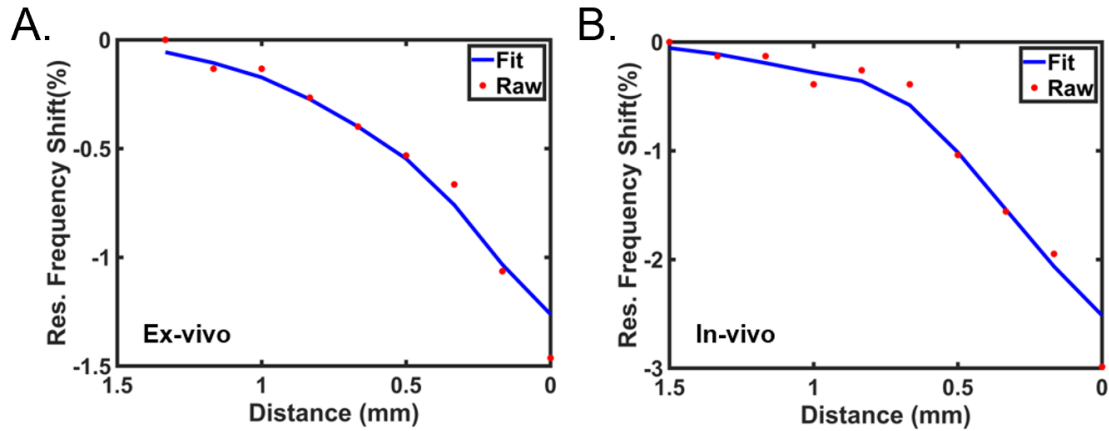 A.
0
-0.5
-1
-1.5
1.5
1
0.5
0
Res. Frequency Shift(%)
Distance (mm)
Fit
Raw
Ex-vivo
B.
0
-1
-2
-3
1.5
1
0.5
0
Res. Frequency Shift(%)
Distance (mm)
Fit
Raw
In-vivo